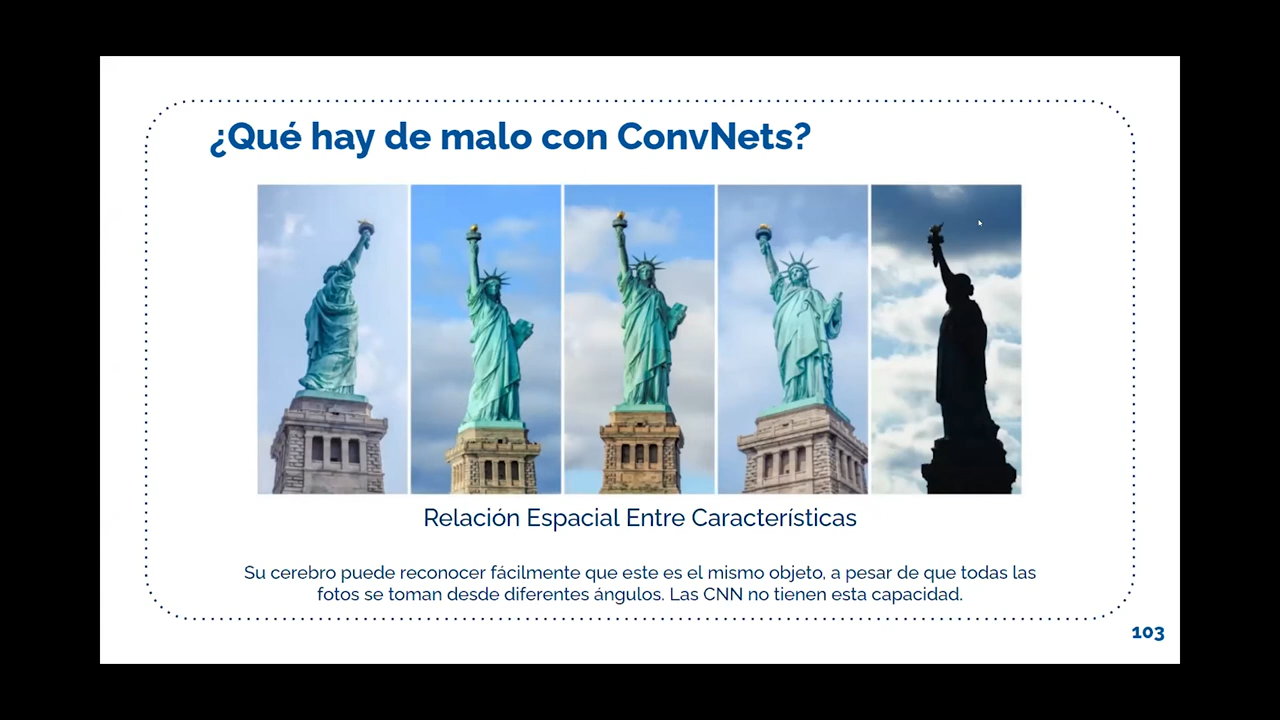 ¿Qué hay de malo con ConvNets?
Relación Espacial Entre Características
Su cerebro puede reconocer fácilmente que este es el mismo objeto, a pesar de que todas las
fotos se toman desde diferentes ángulos. Las CNN no tienen esta capacidad.
103